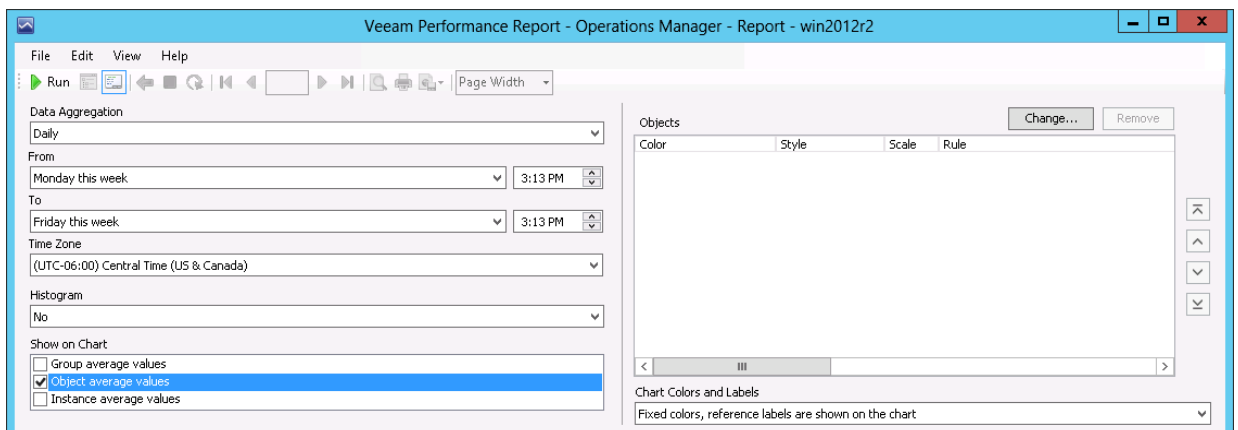 Veeam Performance Report - Operations Manager - Report - win2012r2
File Edit View Help
Run Page Width
Data Aggregation
Daily
From
Monday this week 3:13 PM
To
Friday this week 3:13 PM
Time Zone
(UTC-06:00) Central Time (US & Canada)
Histogram
No
Show on Chart
Group average values
Object average values
Instance average values
Objects Change... Remove
Color Style Scale Rule
Chart Colors and Labels
Fixed colors, reference labels are shown on the chart